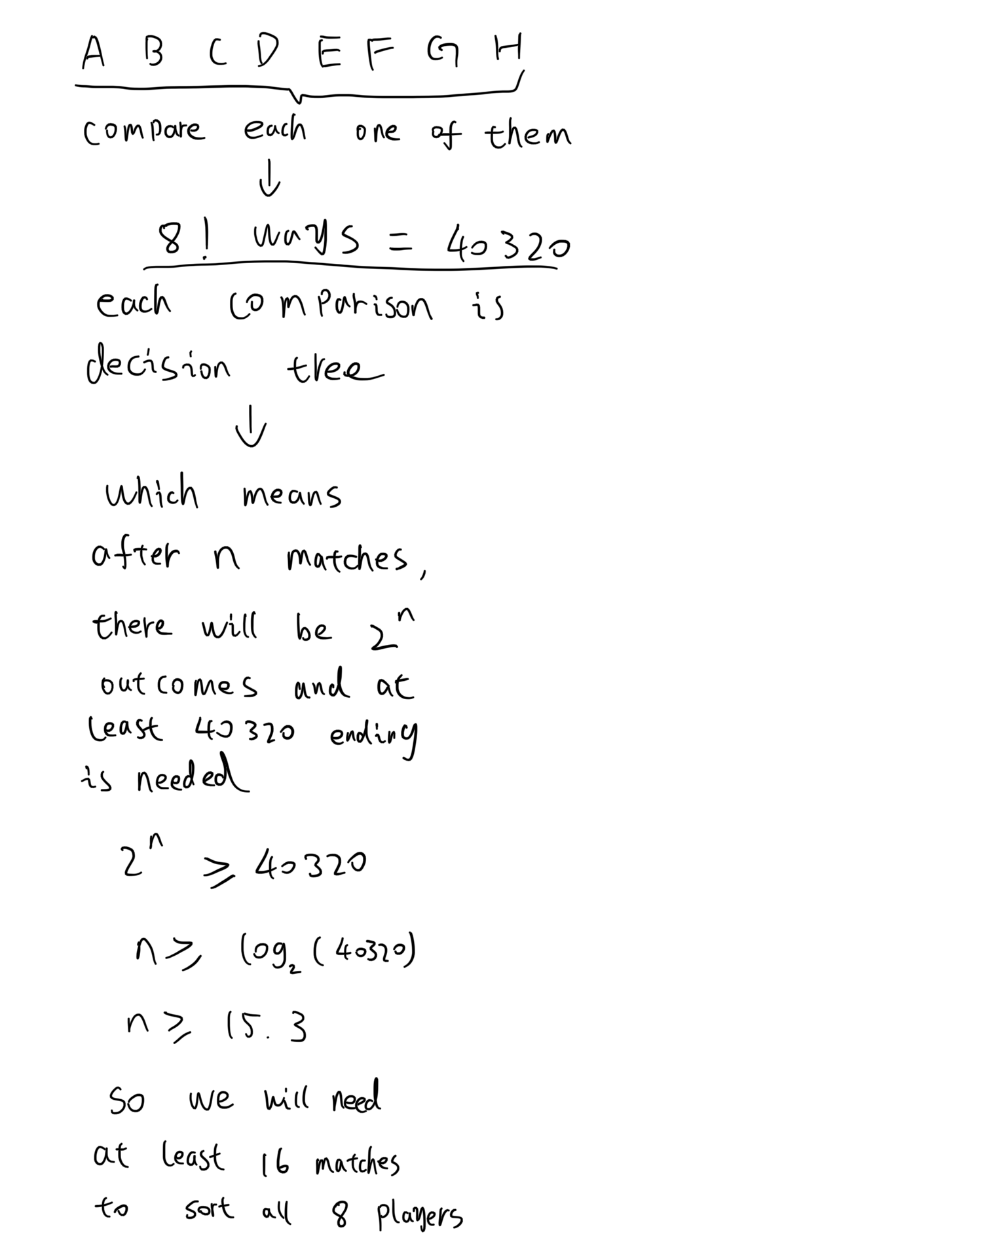 A B C D E F G H
compare each one of them
↓
8! ways = 40320
each comparison is
decision tree
↓
which means
after n matches,
there will be 2ⁿ
outcomes and at
least 40320 ending
is needed
2ⁿ ≥ 40320
n ≥ log₂ (40320)
n ≥ 15.3
So we will need
at least 16 matches
to sort all 8 players